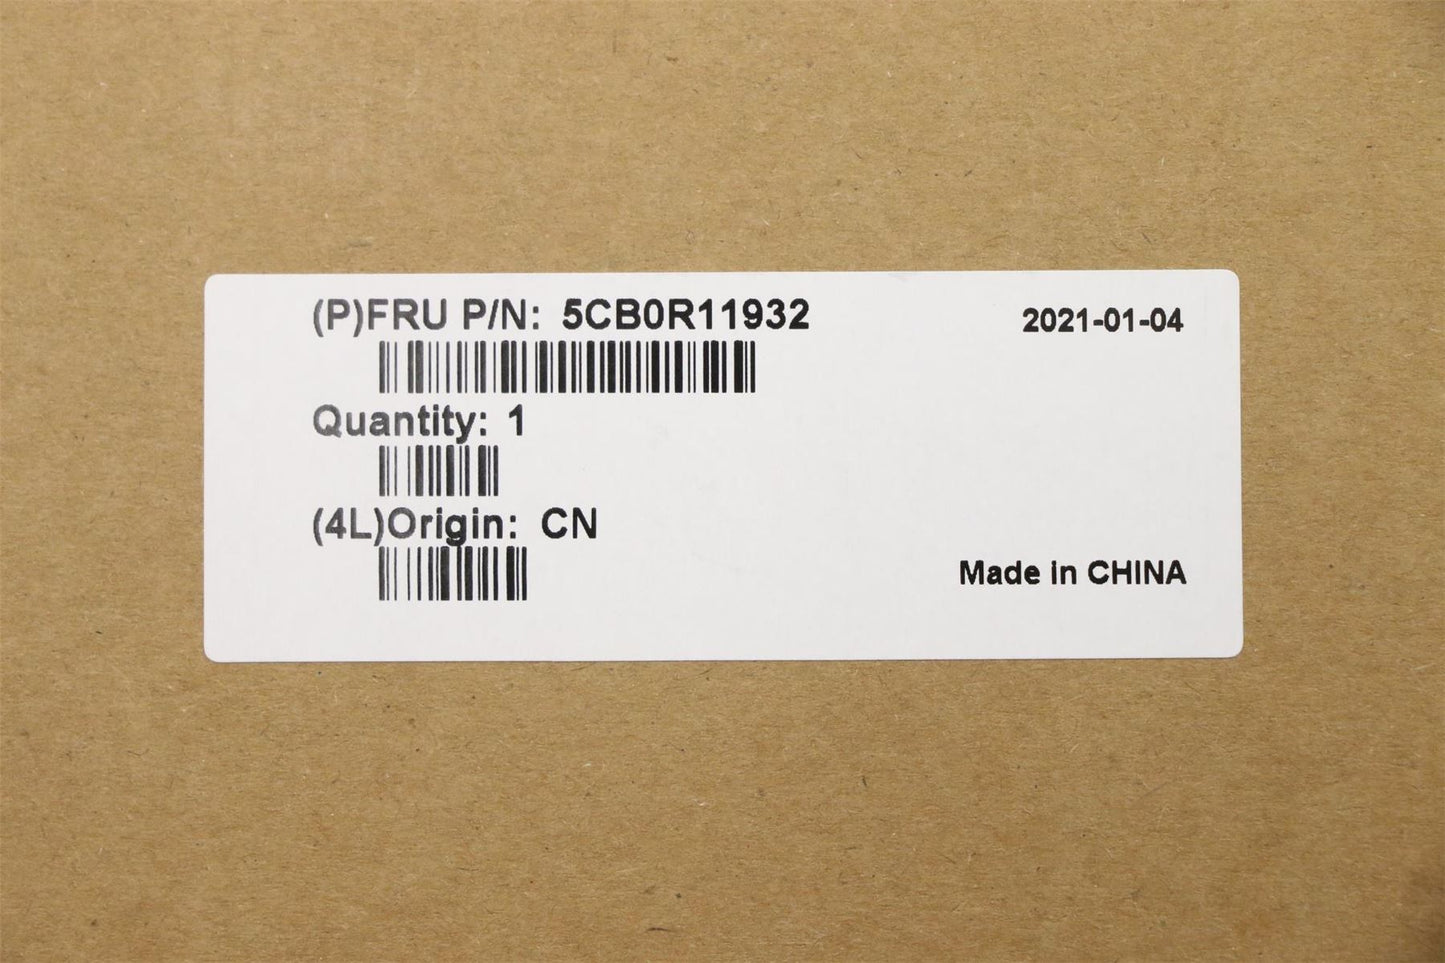 (P)FRU P/N: 5CB0R11932
2021-01-04
Quantity: 1
(4L)Origin: CN
Made in CHINA